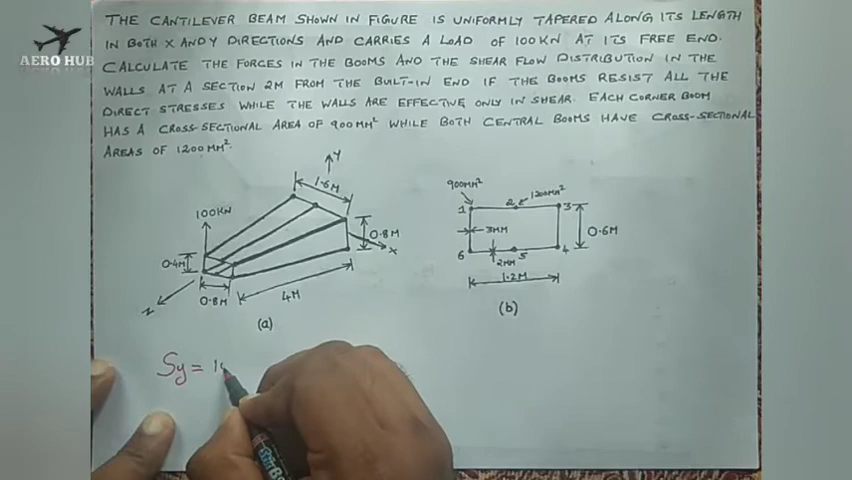 THE CANTILEVER BEAM SHOWN IN FIGURE IS UNIFORMLY TAPERED ALONG ITS LENGTH
IN BOTH X AND Y DIRECTIONS AND CARRIES A LOAD OF 100KN AT ITS FREE END.
AERO HUB
CALCULATE THE FORCES IN THE BOOMS AND THE SHEAR FLOW DISTRIBUTION IN THE
WALLS AT A SECTION 2M FROM THE BUILT-IN END IF THE BOOMS RESIST ALL THE
DIRECT STRESSES WHILE THE WALLS ARE EFFECTIVE ONLY IN SHEAR. EACH CORNER BOOM
HAS A CROSS-SECTIONAL AREA OF 900MM² WHILE BOTH CENTRAL BOOMS HAVE CROSS-SECTIONAL
AREAS OF 1200MM².
Y
1.6M
100KN
0.8M
X
0.4M
0.8M
4M
Z
(a)
900MM²
1200MM²
1 2 3
3MM
0.6M
6 5 4
2MM
1.2M
(b)
Sy = 1